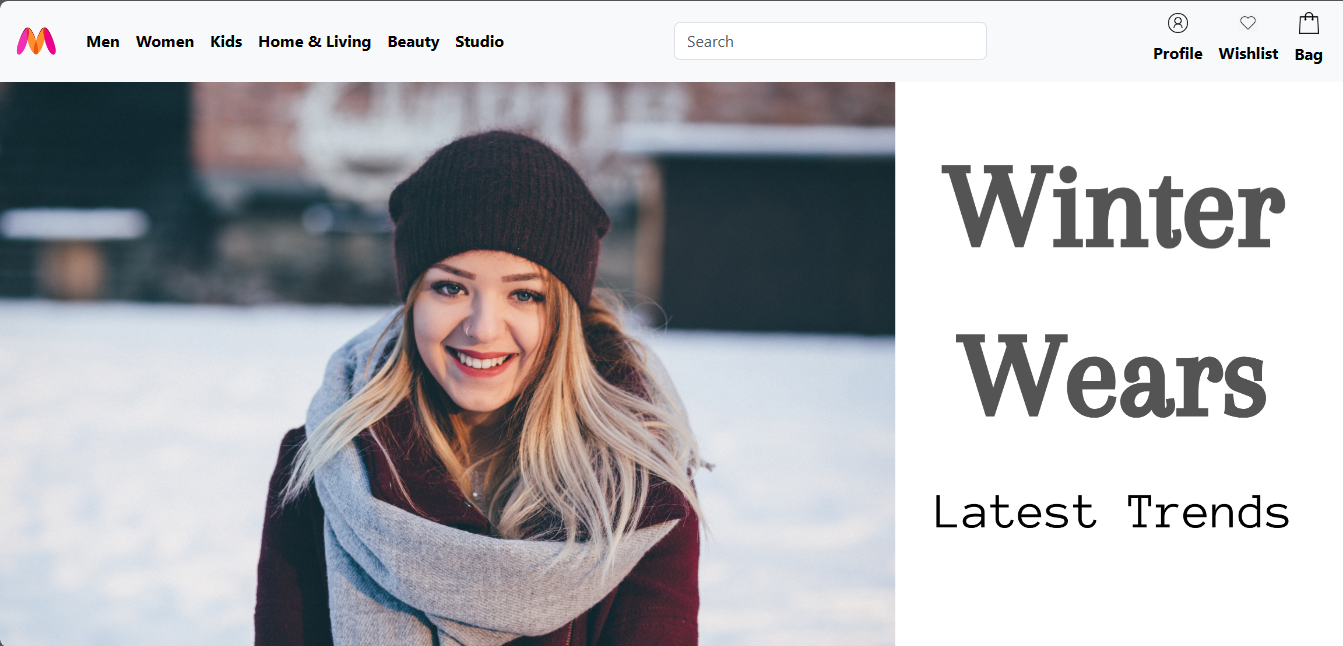 Men Women Kids Home & Living Beauty Studio Search Profile Wishlist Bag
Winter
Wears
Latest Trends